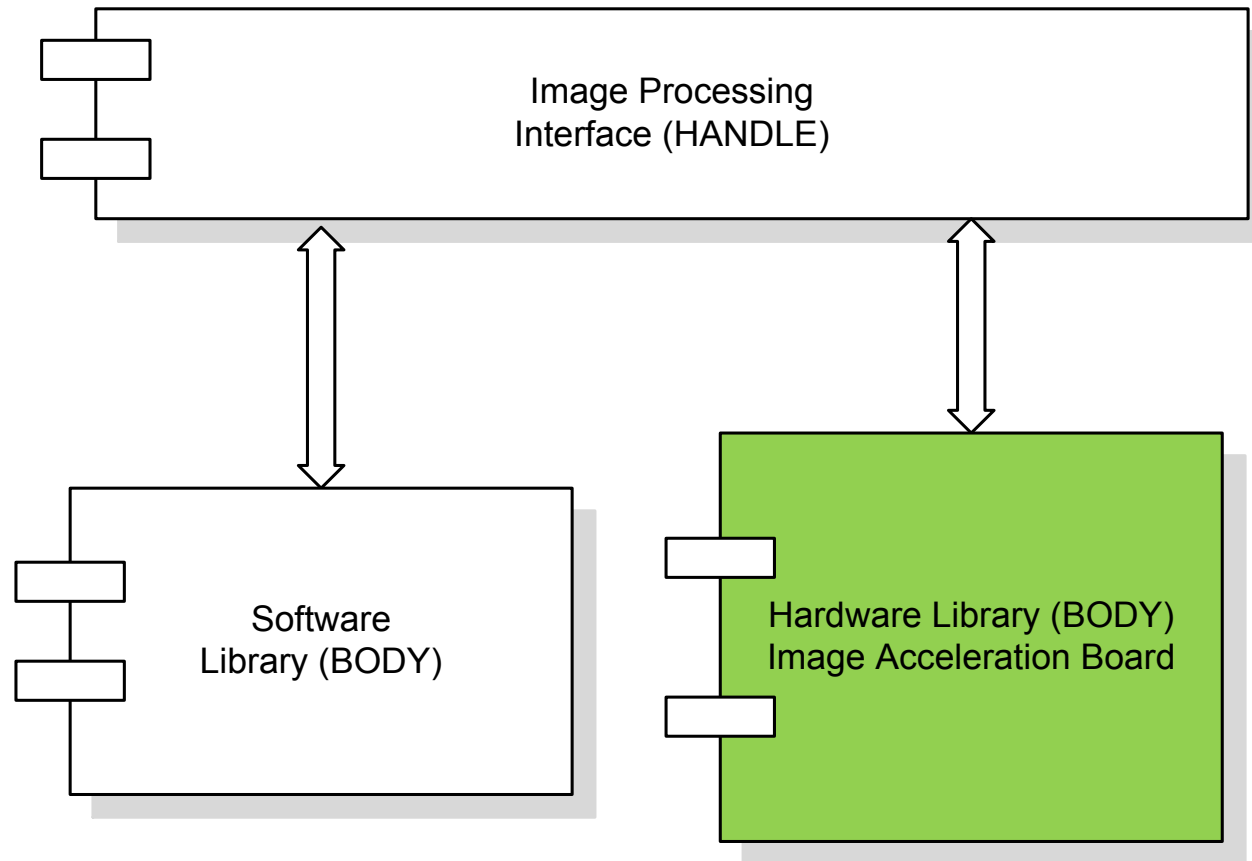 Image Processing
Interface (HANDLE)
Software
Library (BODY)
Hardware Library (BODY)
Image Acceleration Board